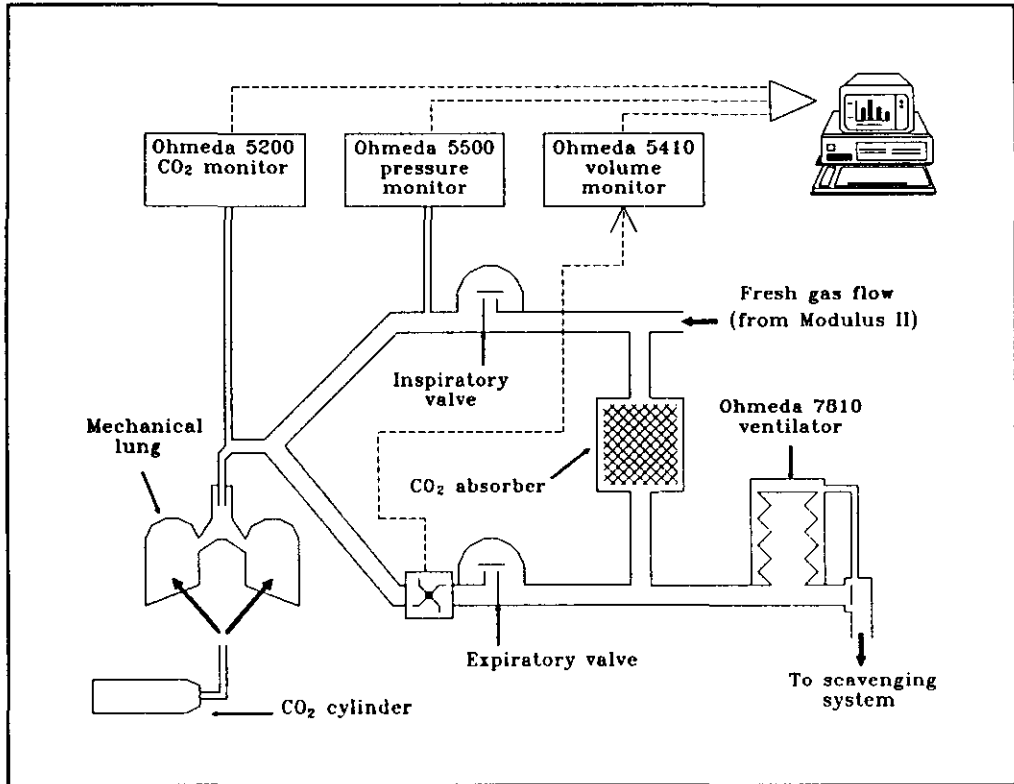 Ohmeda 5200
CO₂ monitor
Ohmeda 5500
pressure
monitor
Ohmeda 5410
volume
monitor
Fresh gas flow
(from Modulus II)
Inspiratory
valve
Ohmeda 7810
ventilator
Mechanical
lung
CO₂ absorber
Expiratory valve
To scavenging
system
CO₂ cylinder